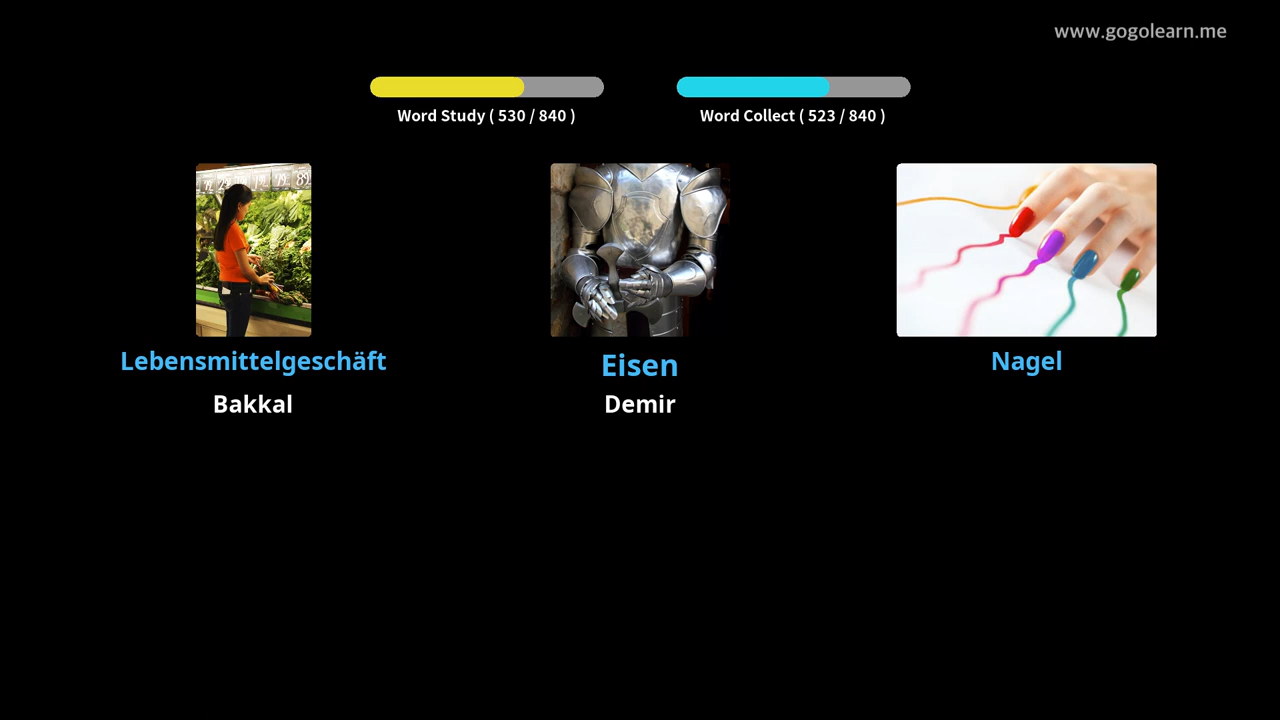 www.gogolearn.me
Word Study ( 530 / 840 )
Word Collect ( 523 / 840 )
Lebensmittelgeschäft
Bakkal
Eisen
Demir
Nagel